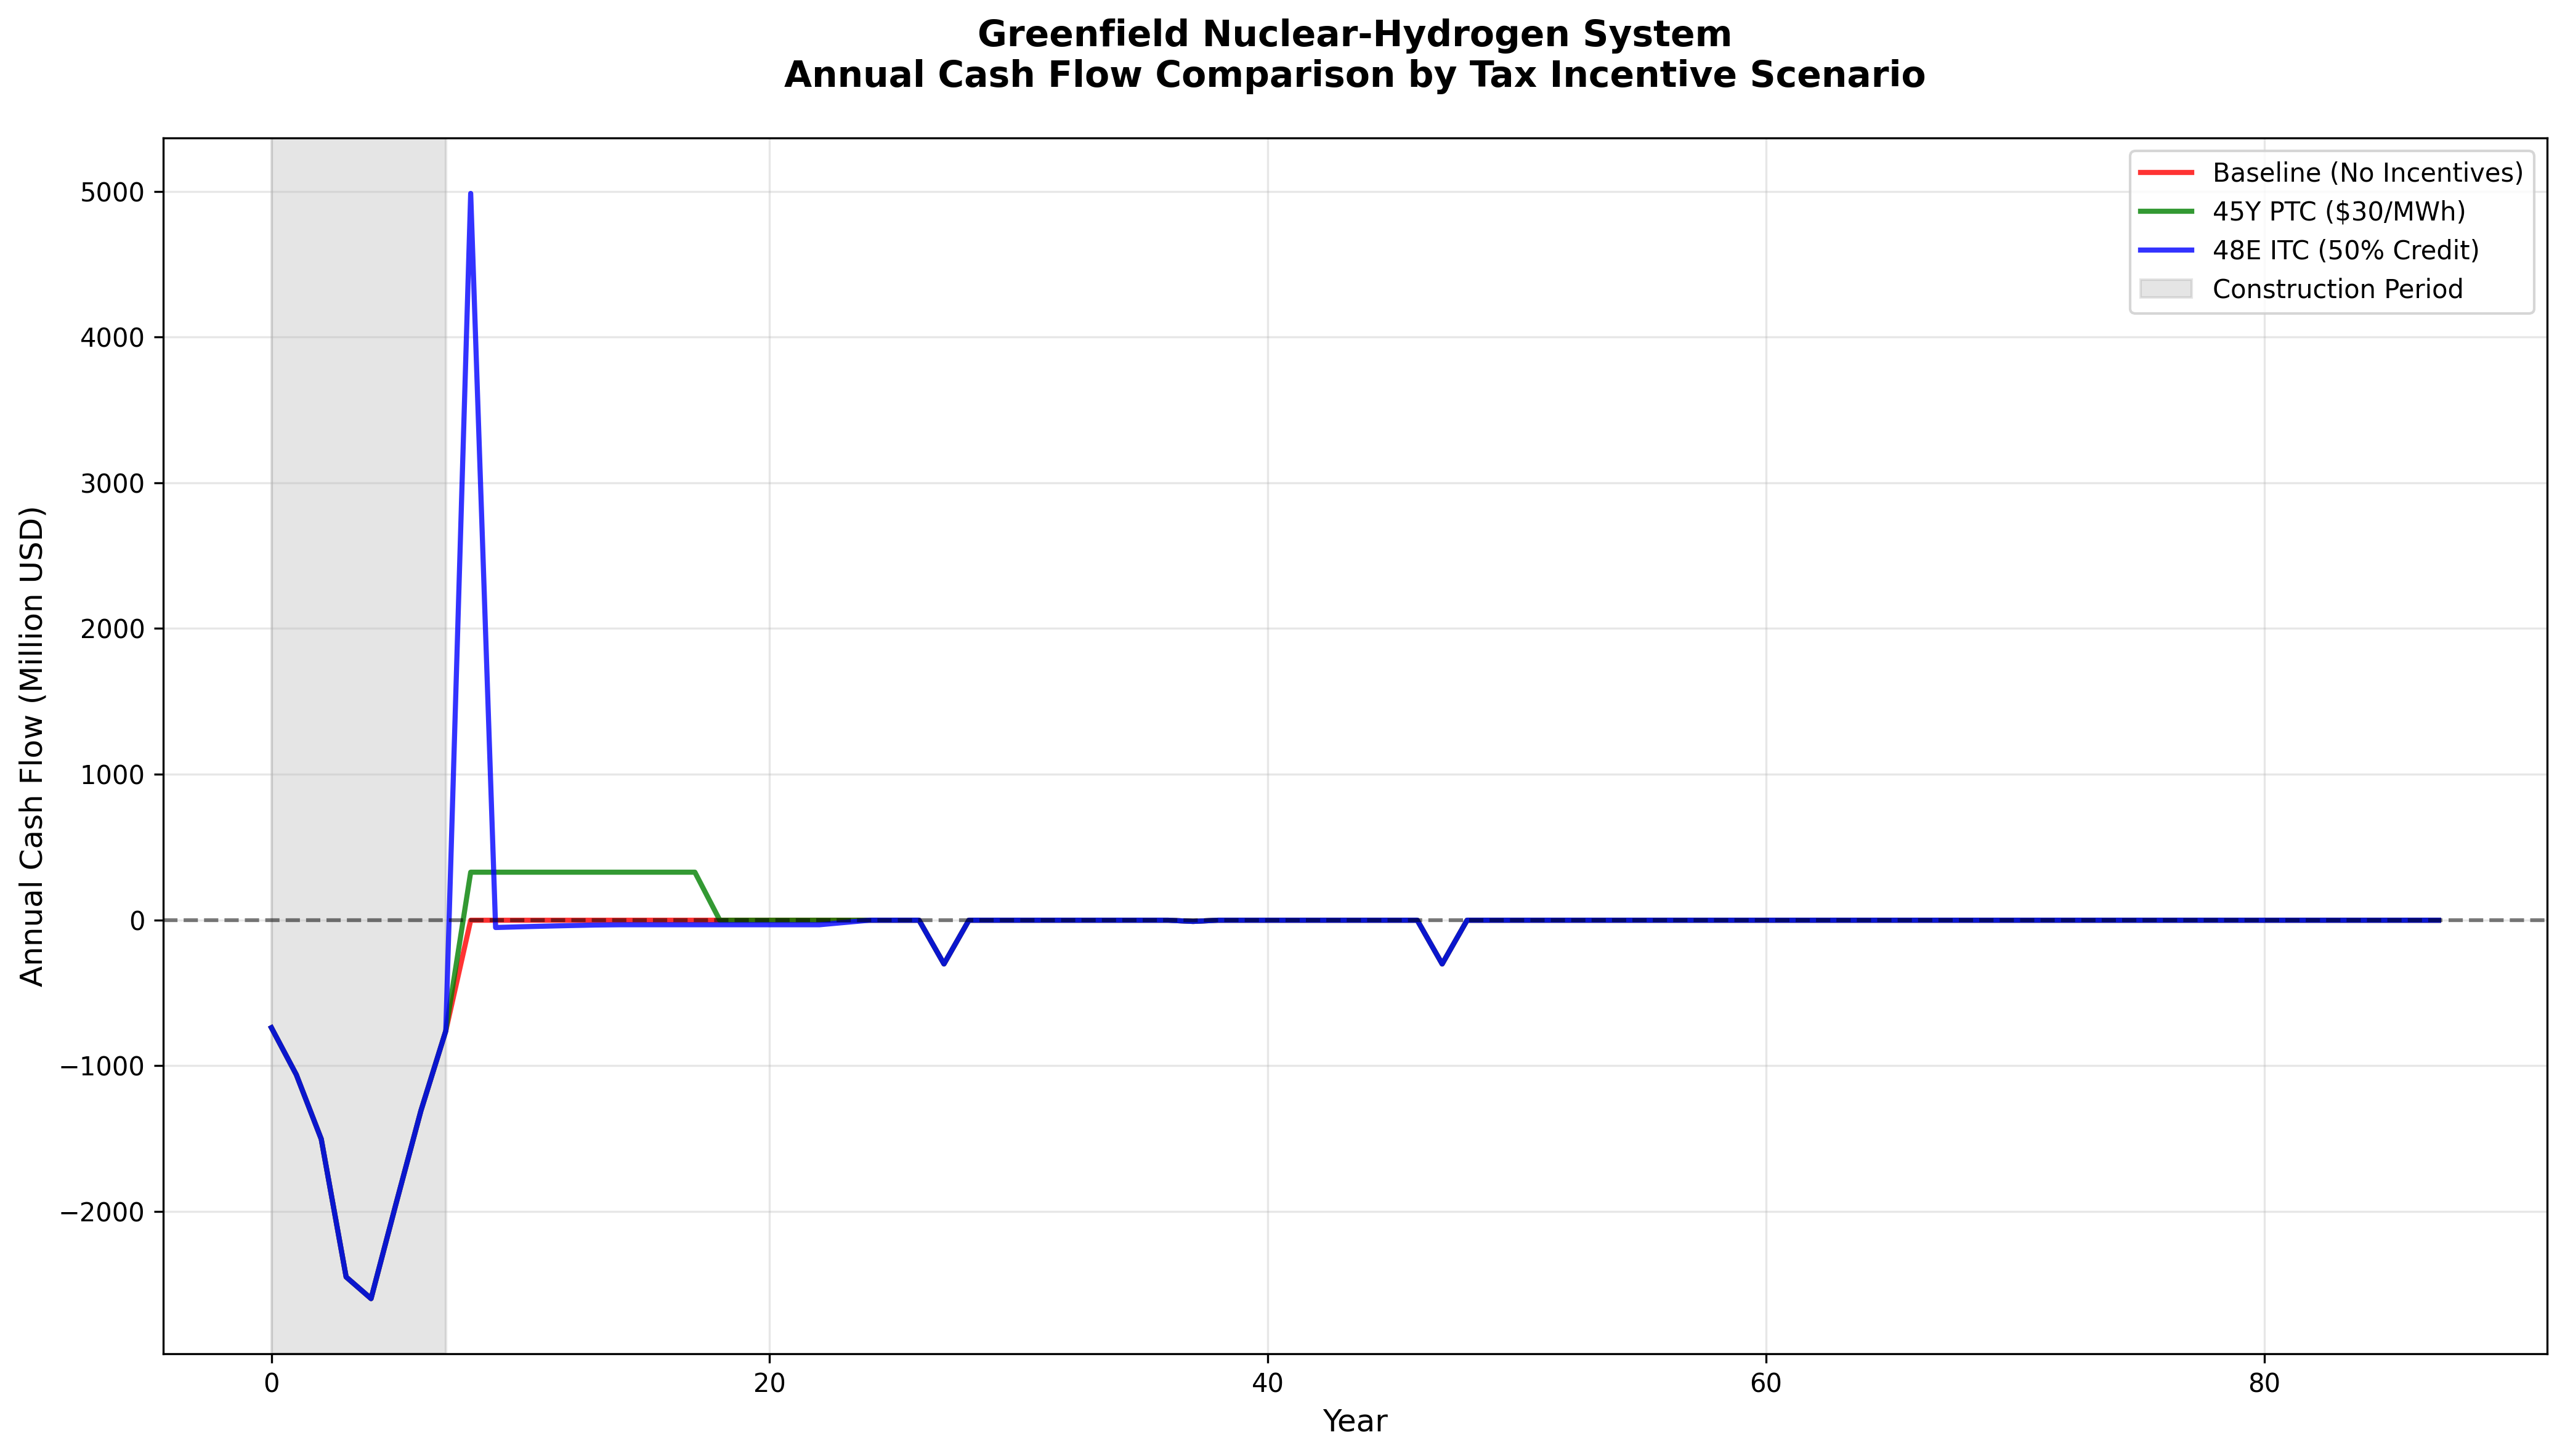 Greenfield Nuclear-Hydrogen System
Annual Cash Flow Comparison by Tax Incentive Scenario
Baseline (No Incentives)
45Y PTC ($30/MWh)
48E ITC (50% Credit)
Construction Period
Annual Cash Flow (Million USD)
5000
4000
3000
2000
1000
0
−1000
−2000
0 20 40 60 80
Year